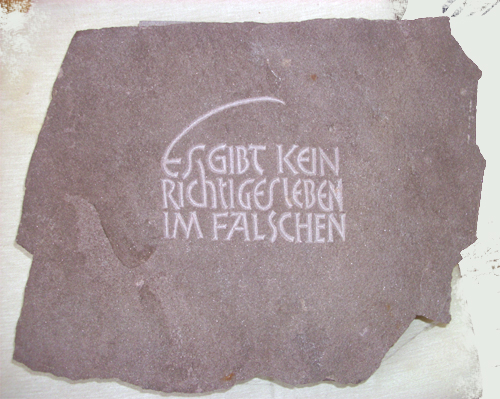 ES GIBT KEIN
RIchtIGES LEBEN
IM FALSCHEN